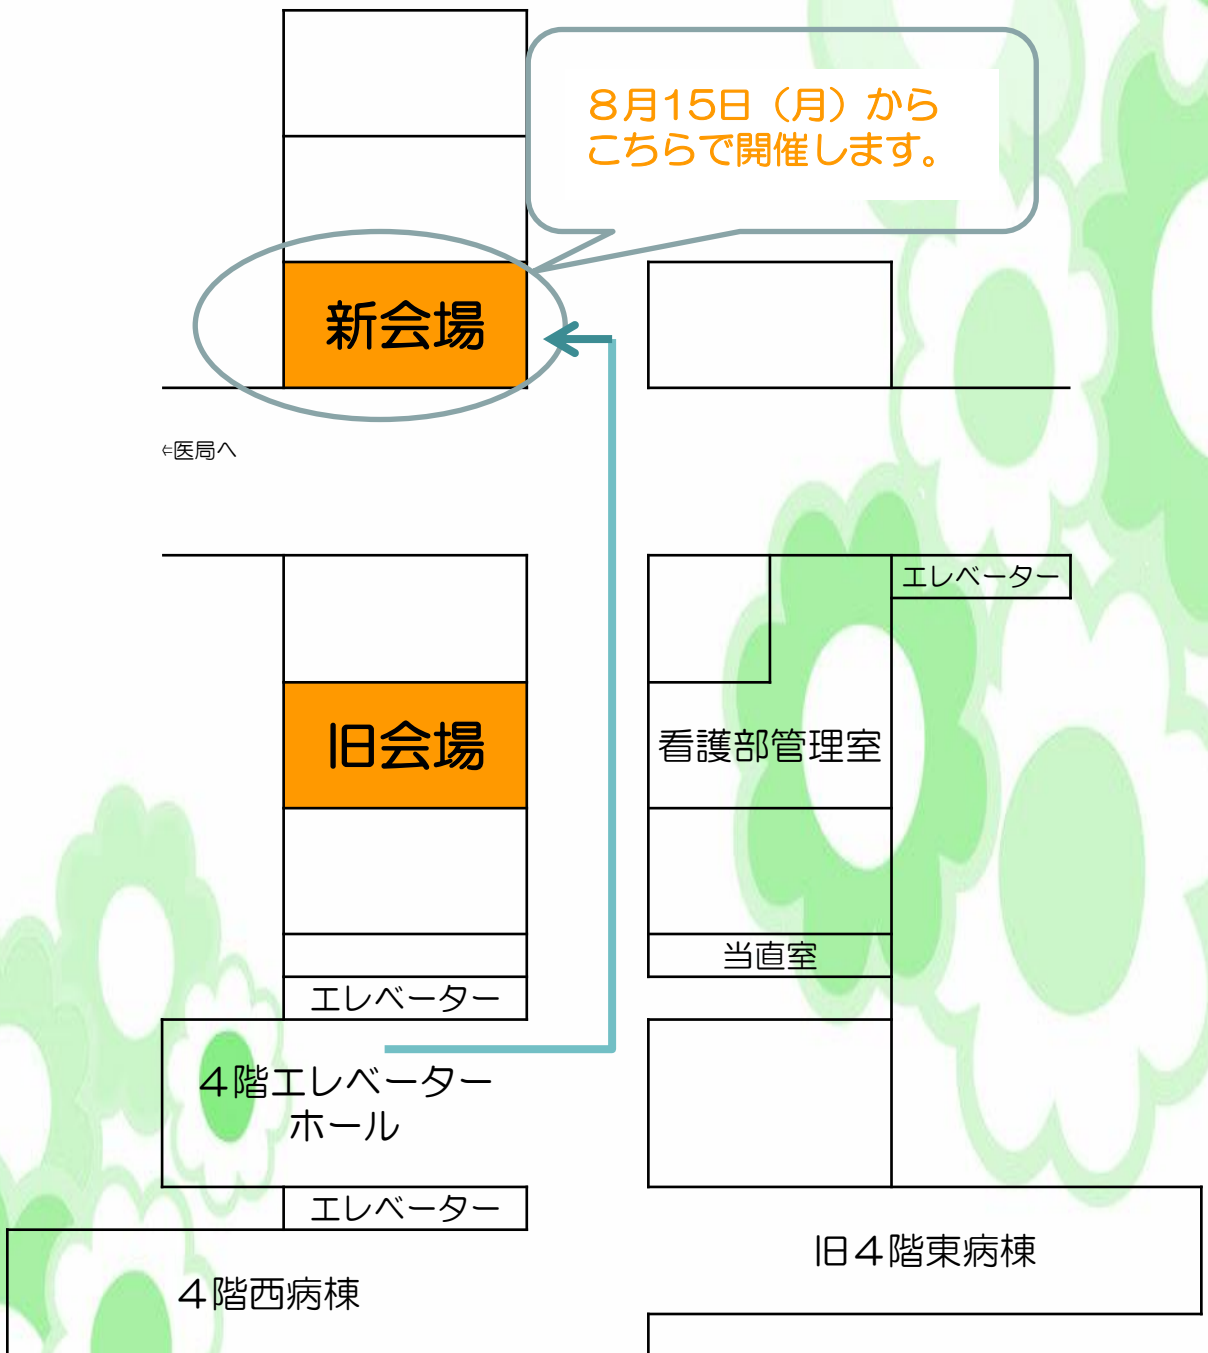 ８月15日（月）から
こちらで開催します。
新会場
⇐医局へ
エレベーター
旧会場
看護部管理室
当直室
エレベーター
４階エレベーター
ホール
エレベーター
旧４階東病棟
４階西病棟